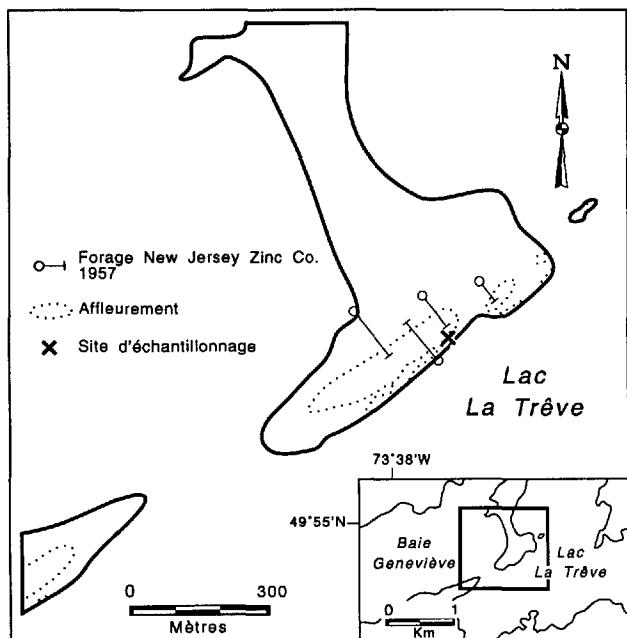 N
Forage New Jersey Zinc Co.
1957
Affleurement
Site d'échantillonnage
Lac
La Trêve
73°38'W
49°55'N
Baie
Geneviève
Lac
La Trêve
0 300
Mètres
0 1
Km